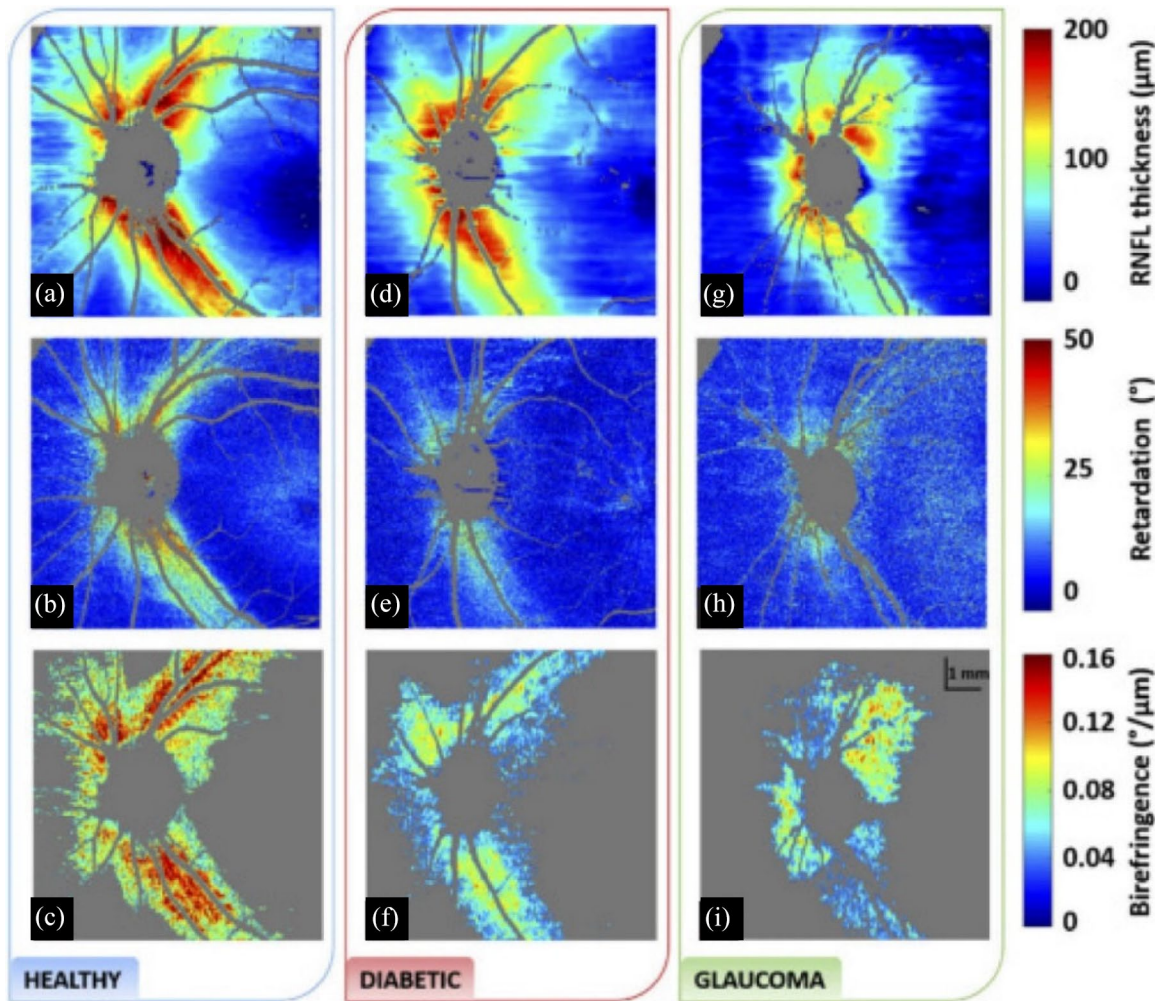 (a)
(d)
(g)
200
100
0
RNFL thickness (µm)
(b)
(e)
(h)
50
25
0
Retardation (°)
(c)
(f)
(i)
1 mm
0.16
0.12
0.08
0.04
0
Birefringence (°/µm)
HEALTHY
DIABETIC
GLAUCOMA